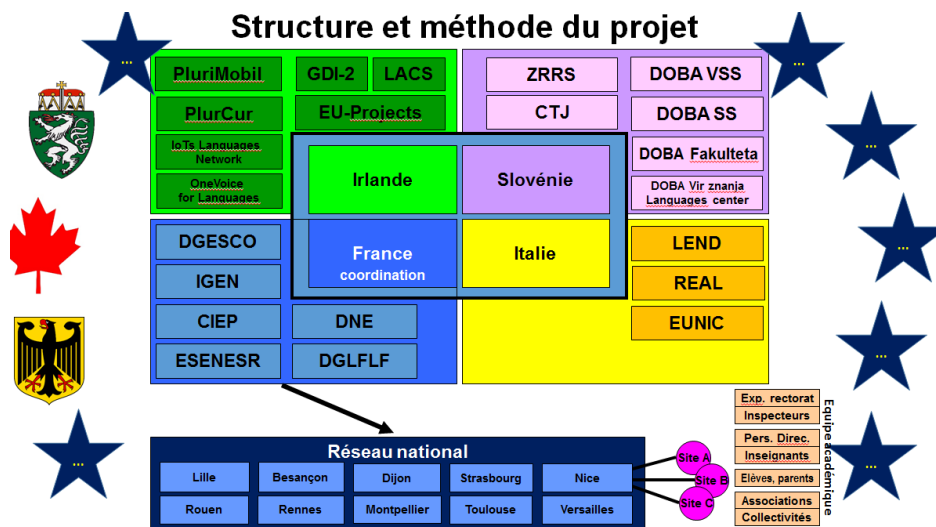 Structure et méthode du projet
...
...
PluriMobil
GDI-2
LACS
PlurCur
EU-Projects
IoTs Languages
Network
OneVoice
for Languages
ZRRS
DOBA VSS
CTJ
DOBA SS
DOBA Fakulteta
DOBA Vir znanja
Languages center
Irlande
Slovénie
France
coordination
Italie
DGESCO
IGEN
CIEP
DNE
ESENESR
DGLFLF
LEND
REAL
EUNIC
...
...
...
...
...
Réseau national
Lille
Besançon
Dijon
Strasbourg
Nice
Rouen
Rennes
Montpellier
Toulouse
Versailles
Site A
Site B
Site C
Exp. rectorat
Inspecteurs
Pers. Direc.
Inseignants
Elèves, parents
Associations
Collectivités
Equipe académique